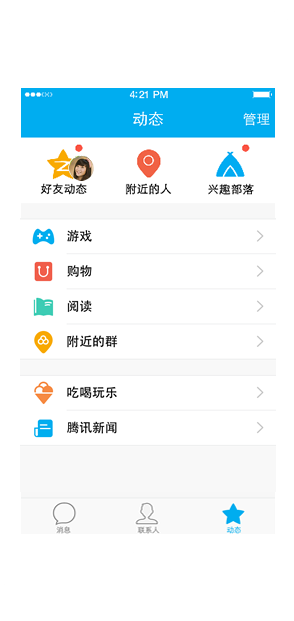 4:21 PM
动态
管理
好友动态
附近的人
兴趣部落
游戏
购物
阅读
附近的群
吃喝玩乐
腾讯新闻
消息
联系人
动态